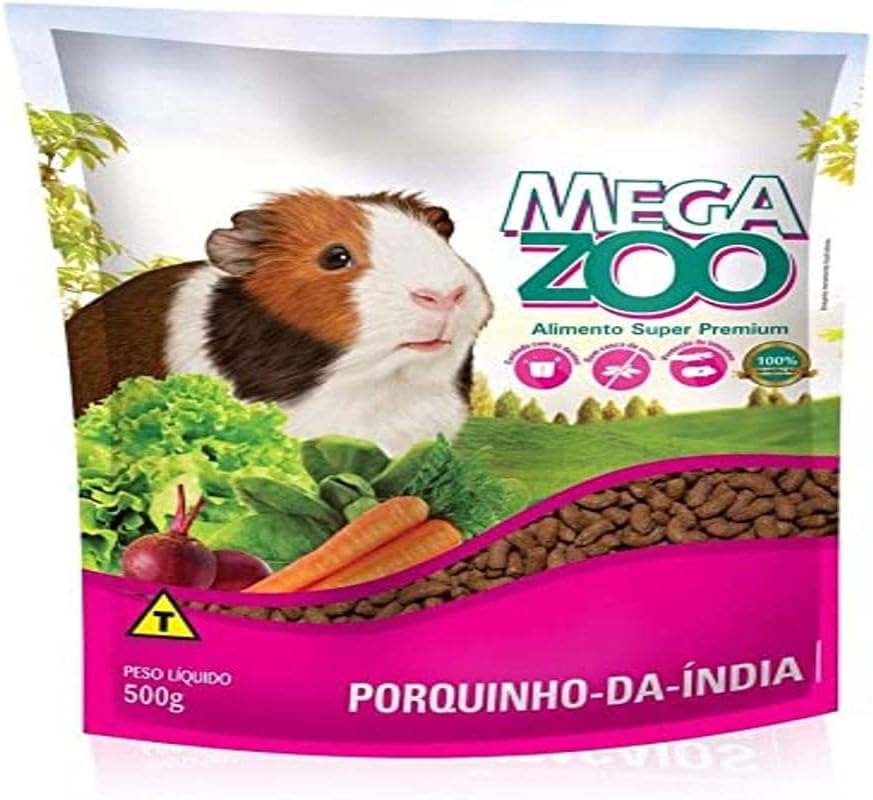 MEGA
ZOO
Alimento Super Premium
100%
T
PESO LÍQUIDO
500g
PORQUINHO-DA-ÍNDIA